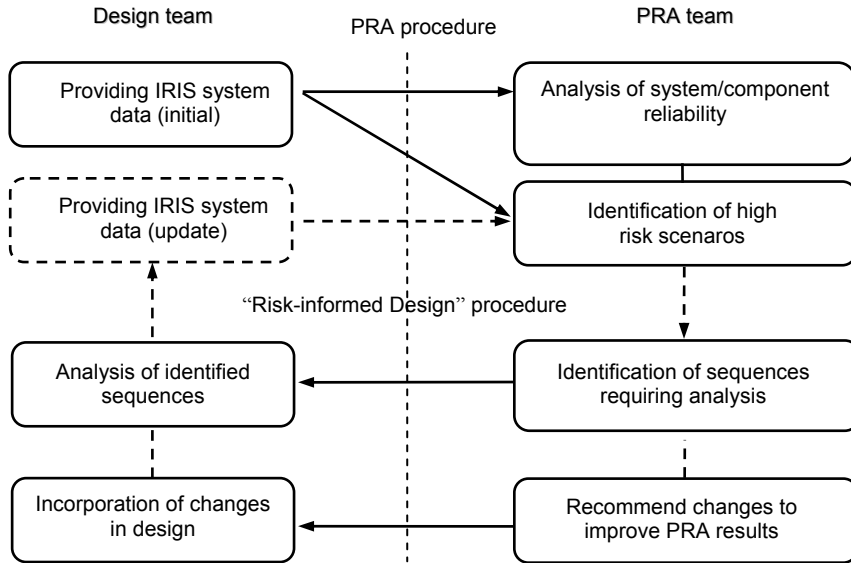 Design team
PRA procedure
PRA team
Providing IRIS system
data (initial)
Analysis of system/component
reliability
Providing IRIS system
data (update)
Identification of high
risk scenaros
“Risk-informed Design” procedure
Analysis of identified
sequences
Identification of sequences
requiring analysis
Incorporation of changes
in design
Recommend changes to
improve PRA results